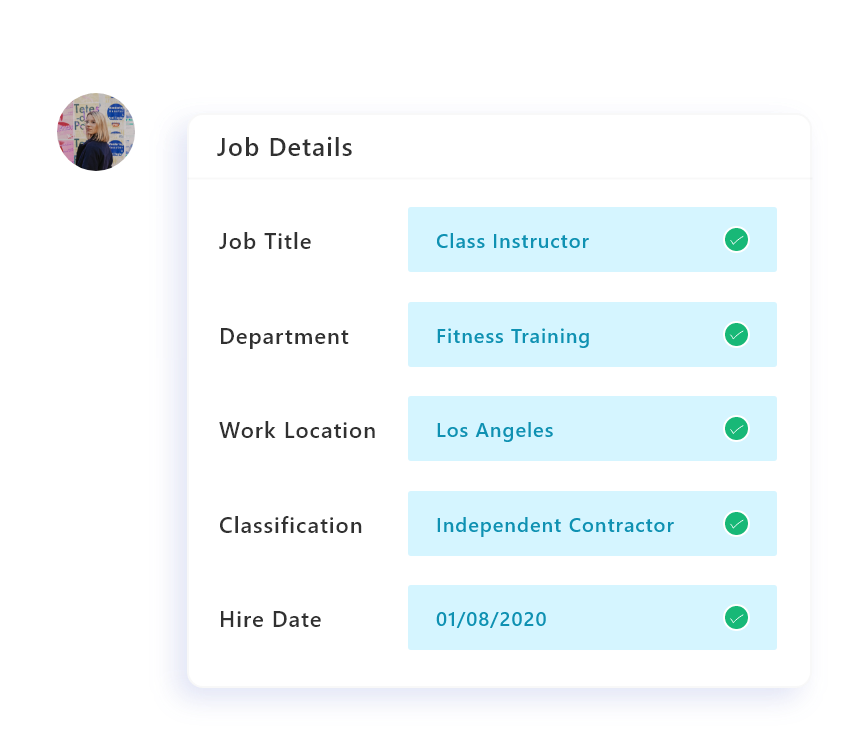 Tetes
Job Details
Job Title
Class Instructor
Department
Fitness Training
Work Location
Los Angeles
Classification
Independent Contractor
Hire Date
01/08/2020